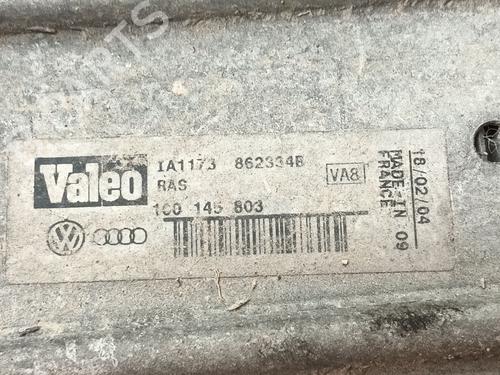 Valeo
IA1173 862334B
RAS
VA8
1C0 145 803
18/02/04
MADE-IN 09
FRANCE